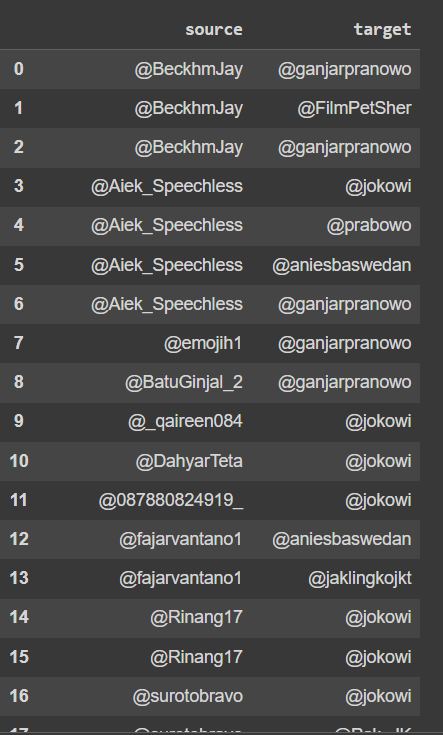 source target
0 @BeckhmJay @ganjarpranowo
1 @BeckhmJay @FilmPetSher
2 @BeckhmJay @ganjarpranowo
3 @Aiek_Speechless @jokowi
4 @Aiek_Speechless @prabowo
5 @Aiek_Speechless @aniesbaswedan
6 @Aiek_Speechless @ganjarpranowo
7 @emojih1 @ganjarpranowo
8 @BatuGinjal_2 @ganjarpranowo
9 @_qaireen084 @jokowi
10 @DahyarTeta @jokowi
11 @087880824919_ @jokowi
12 @fajarvantano1 @aniesbaswedan
13 @fajarvantano1 @jaklingkojkt
14 @Rinang17 @jokowi
15 @Rinang17 @jokowi
16 @surotobravo @jokowi
17 @surotobravo